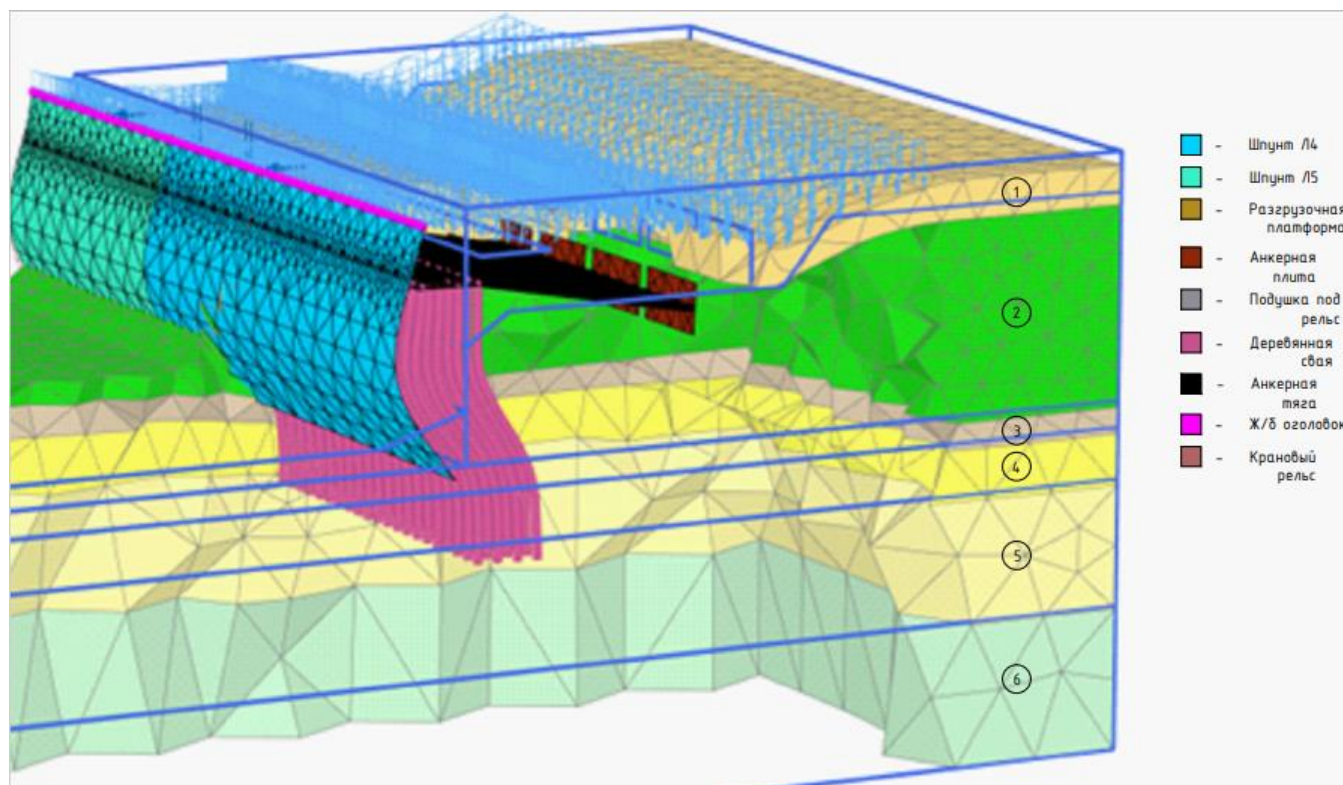 - Шпунт Л4
- Шпунт Л5
- Разгрузочная
платформа
- Анкерная
плита
- Подушка под
рельс
- Деревянная
свая
- Анкерная
тяга
- Ж/б оголовок
- Крановый
рельс
1
2
3
4
5
6